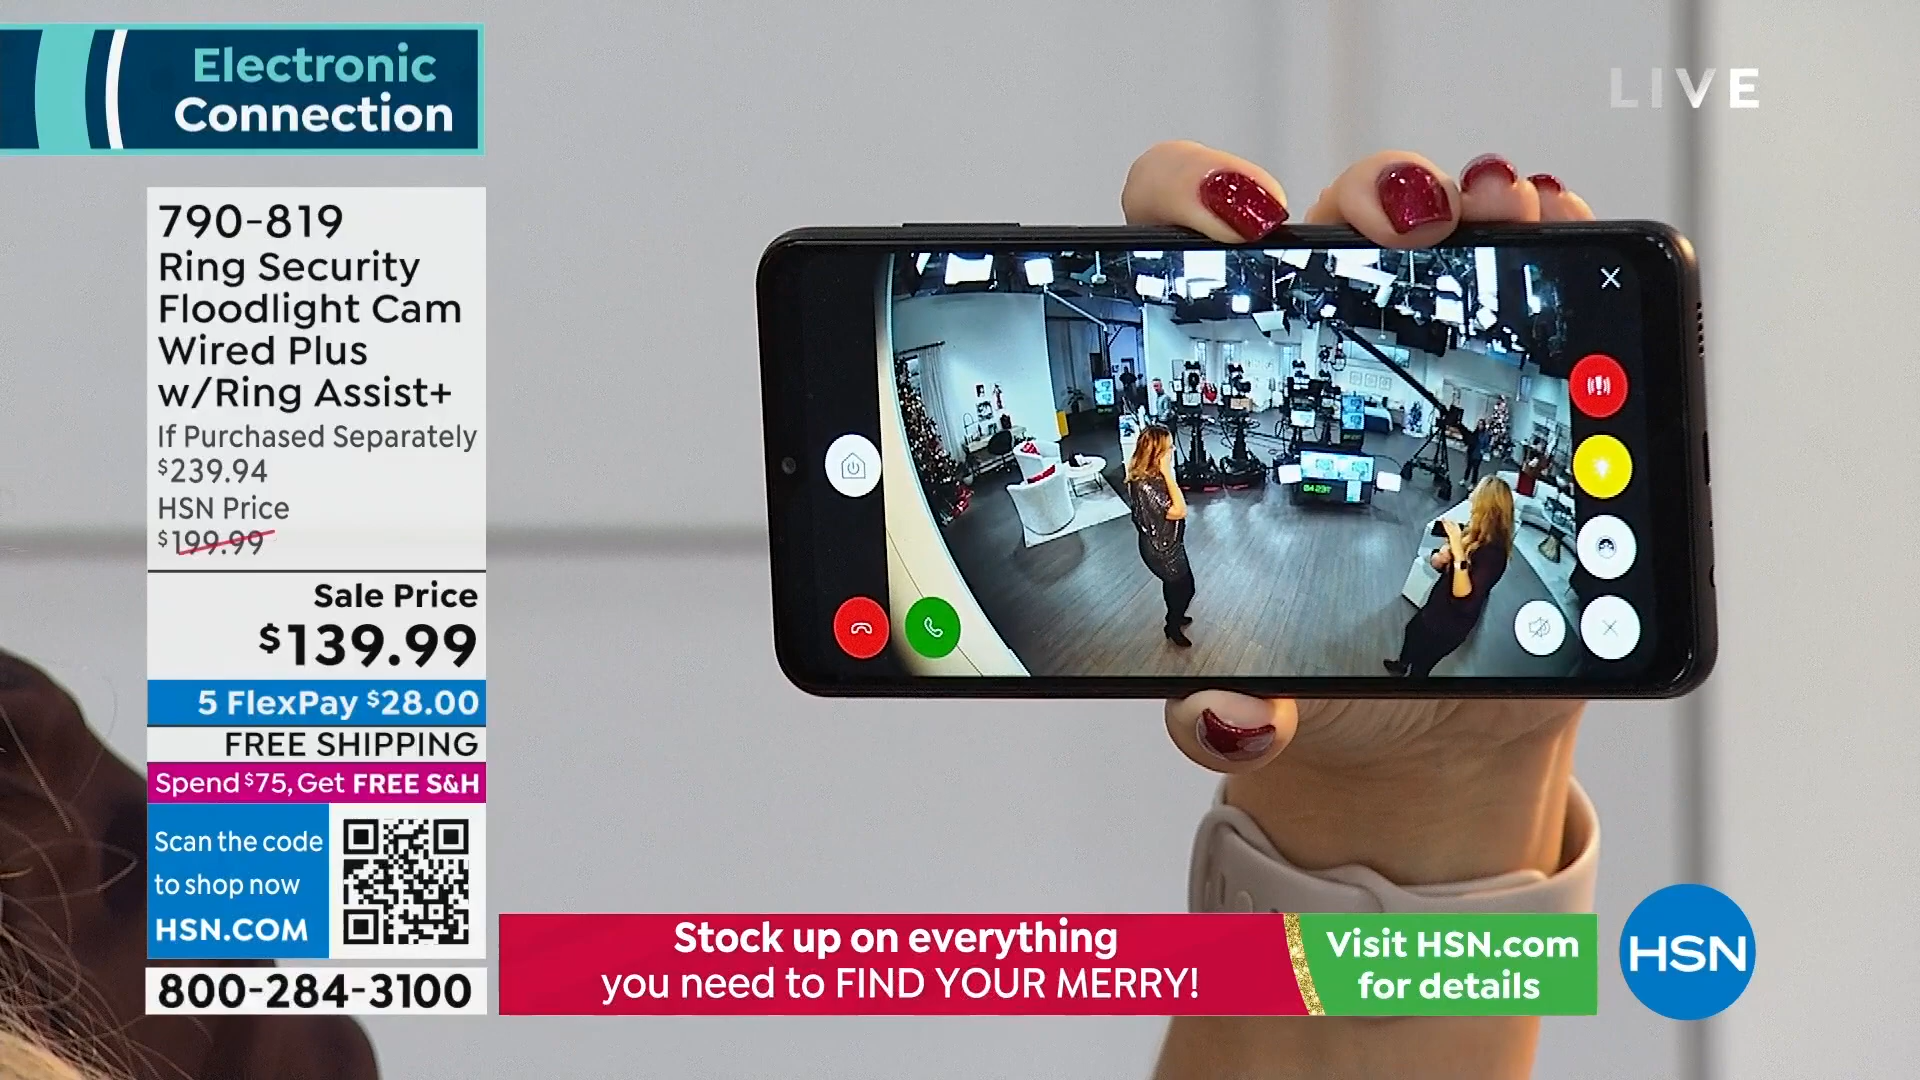 Electronic
Connection
LIVE
790-819
Ring Security
Floodlight Cam
Wired Plus
w/Ring Assist+
If Purchased Separately
$239.94
HSN Price
$199.99
Sale Price
$139.99
5 FlexPay $28.00
FREE SHIPPING
Spend $75, Get FREE S&H
Scan the code
to shop now
HSN.COM
800-284-3100
Stock up on everything
you need to FIND YOUR MERRY!
Visit HSN.com
for details
HSN